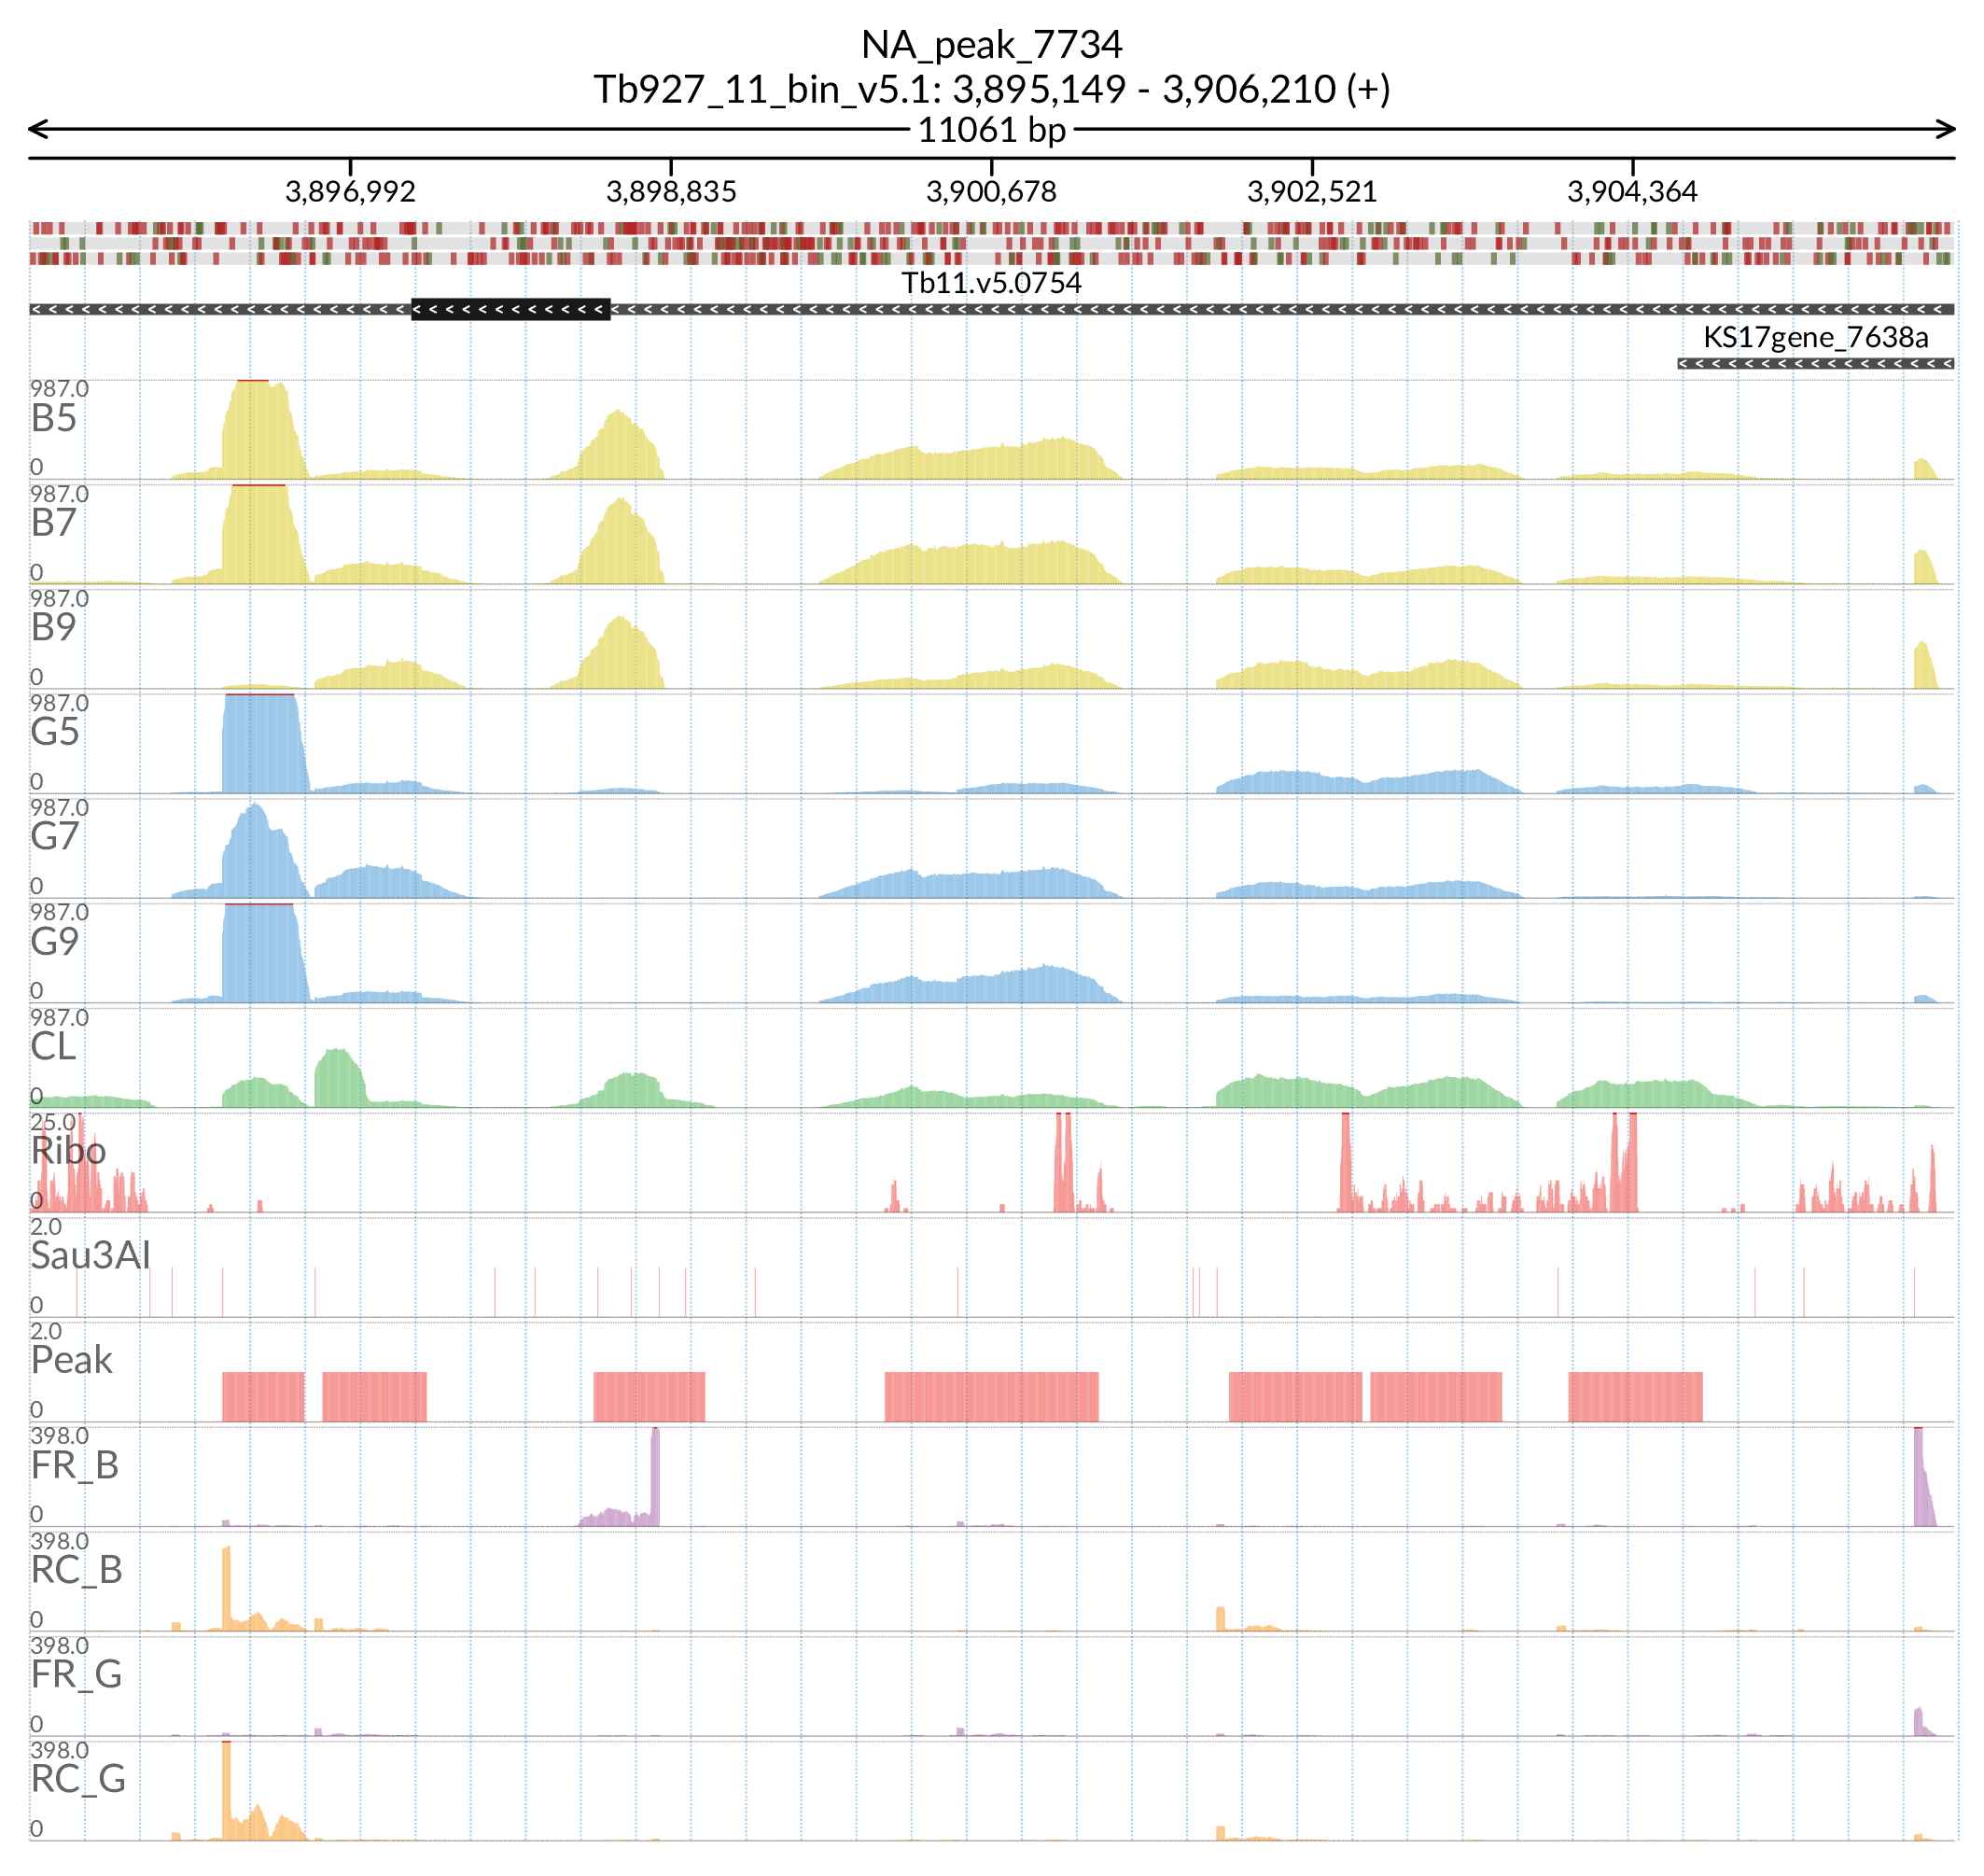 NA_peak_7734
Tb927_11_bin_v5.1: 3,895,149 - 3,906,210 (+)
11061 bp
3,896,992 3,898,835 3,900,678 3,902,521 3,904,364
Tb11.v5.0754
KS17gene_7638a
987.0
B5
0
987.0
B7
0
987.0
B9
0
987.0
G5
0
987.0
G7
0
987.0
G9
0
987.0
CL
0
25.0
Ribo
0
2.0
Sau3AI
0
2.0
Peak
0
398.0
FR_B
0
398.0
RC_B
0
398.0
FR_G
0
398.0
RC_G
0